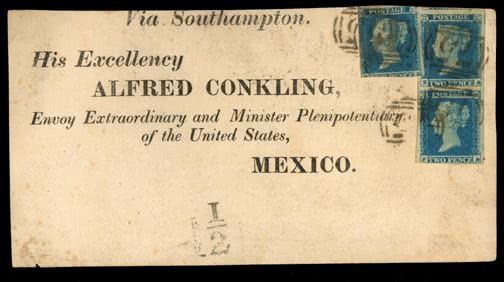 Via Southampton.
His Excellency
ALFRED CONKLING,
Envoy Extraordinary and Minister Plenipotentiary
of the United States,
MEXICO.
1
2
POSTAGE
POSTAGE
TWO PENCE
TWO PENCE